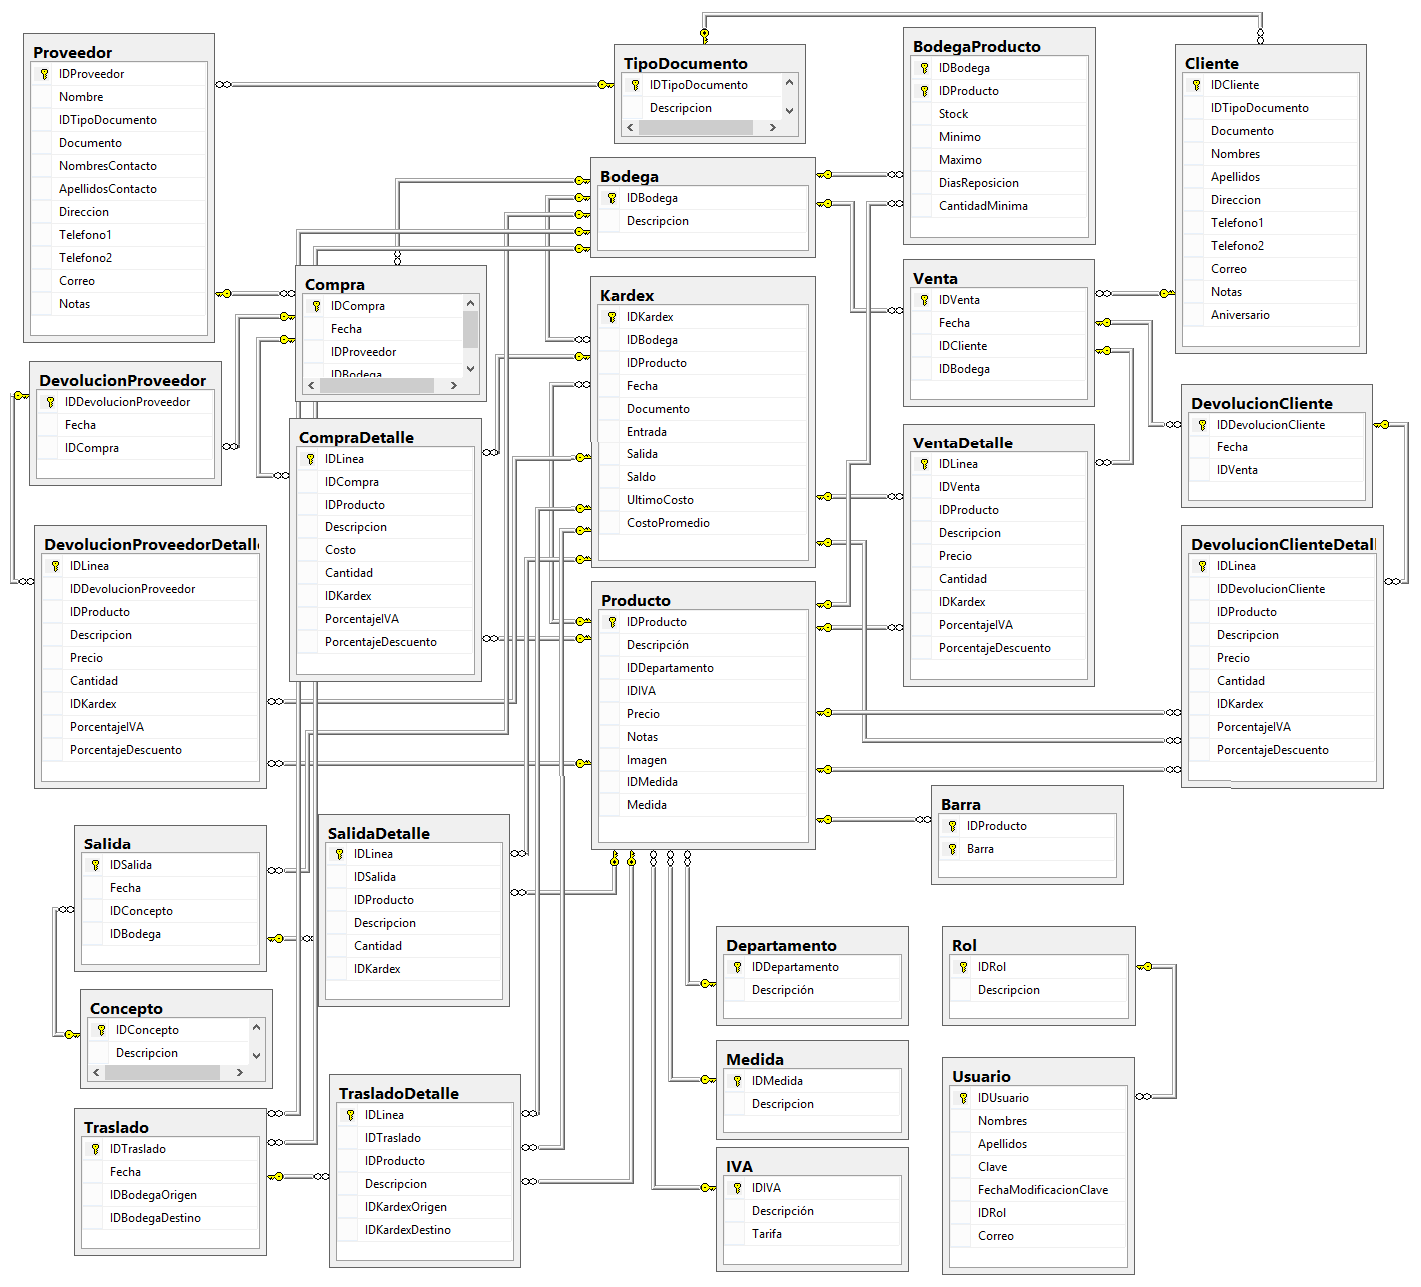 Proveedor
IDProveedor
Nombre
IDTipoDocumento
Documento
NombresContacto
ApellidosContacto
Direccion
Telefono1
Telefono2
Correo
Notas
TipoDocumento
IDTipoDocumento
Descripcion
BodegaProducto
IDBodega
IDProducto
Stock
Minimo
Maximo
DiasReposicion
CantidadMinima
Cliente
IDCliente
IDTipoDocumento
Documento
Nombres
Apellidos
Direccion
Telefono1
Telefono2
Correo
Notas
Aniversario
Bodega
IDBodega
Descripcion
Compra
IDCompra
Fecha
IDProveedor
IDBodega
Kardex
IDKardex
IDBodega
IDProducto
Fecha
Documento
Entrada
Salida
Saldo
UltimoCosto
CostoPromedio
Venta
IDVenta
Fecha
IDCliente
IDBodega
DevolucionProveedor
IDDevolucionProveedor
Fecha
IDCompra
CompraDetalle
IDLinea
IDCompra
IDProducto
Descripcion
Costo
Cantidad
IDKardex
PorcentajeIVA
PorcentajeDescuento
VentaDetalle
IDLinea
IDVenta
IDProducto
Descripcion
Precio
Cantidad
IDKardex
PorcentajeIVA
PorcentajeDescuento
DevolucionCliente
IDDevolucionCliente
Fecha
IDVenta
DevolucionProveedorDetalle
IDLinea
IDDevolucionProveedor
IDProducto
Descripcion
Precio
Cantidad
IDKardex
PorcentajeIVA
PorcentajeDescuento
Producto
IDProducto
Descripción
IDDepartamento
IDIVA
Precio
Notas
Imagen
IDMedida
Medida
DevolucionClienteDetal
IDLinea
IDDevolucionCliente
IDProducto
Descripcion
Precio
Cantidad
IDKardex
PorcentajeIVA
PorcentajeDescuento
Barra
IDProducto
Barra
Salida
IDSalida
Fecha
IDConcepto
IDBodega
SalidaDetalle
IDLinea
IDSalida
IDProducto
Descripcion
Cantidad
IDKardex
Departamento
IDDepartamento
Descripción
Rol
IDRol
Descripcion
Concepto
IDConcepto
Descripcion
Medida
IDMedida
Descripcion
Usuario
IDUsuario
Nombres
Apellidos
Clave
FechaModificacionClave
IDRol
Correo
Traslado
IDTraslado
Fecha
IDBodegaOrigen
IDBodegaDestino
TrasladoDetalle
IDLinea
IDTraslado
IDProducto
Descripcion
IDKardexOrigen
IDKardexDestino
IVA
IDIVA
Descripción
Tarifa